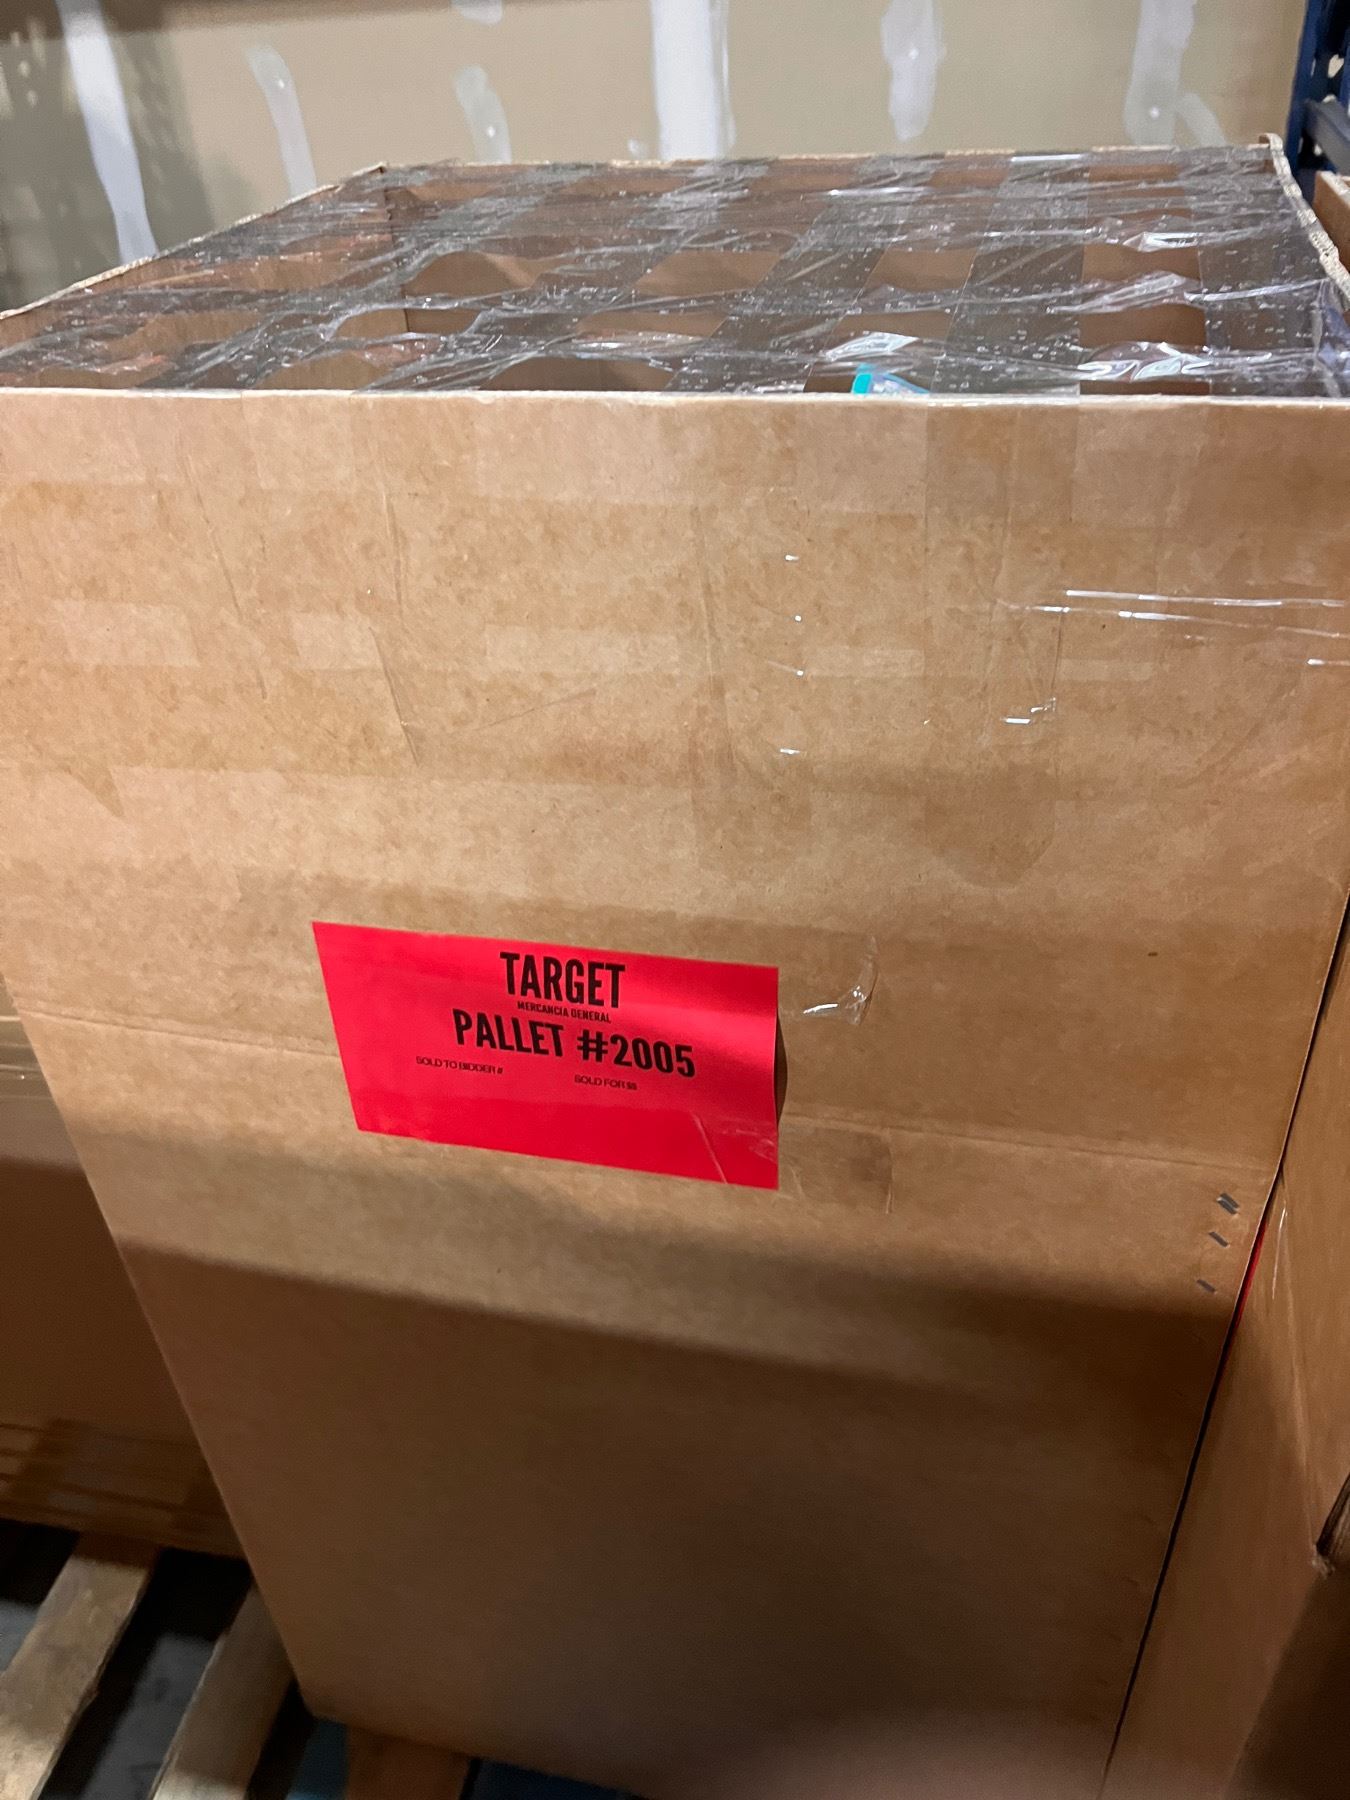 TARGET
MERCANCIA GENERAL
PALLET #2005
SOLD TO BIDDER # SOLD FOR $$